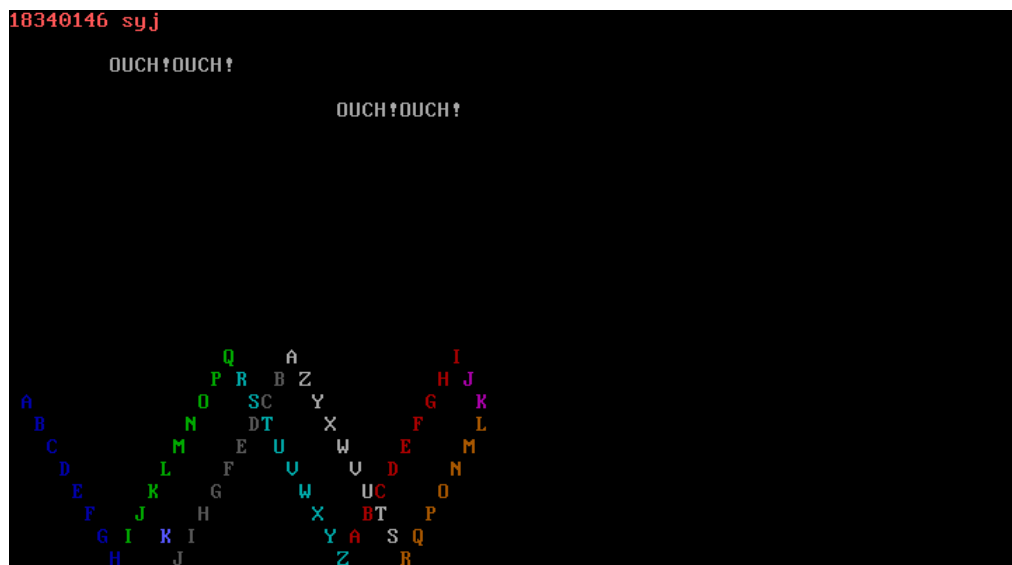 18340146 syj
OUCH!OUCH!
OUCH!OUCH!
Q A I
P R B Z H J
A O SC Y G K
B N DT X F L
C M E U W E M
D L F V V D N
E K G W UC O
F J H X BT P
G I K I Y A S Q
H J Z R